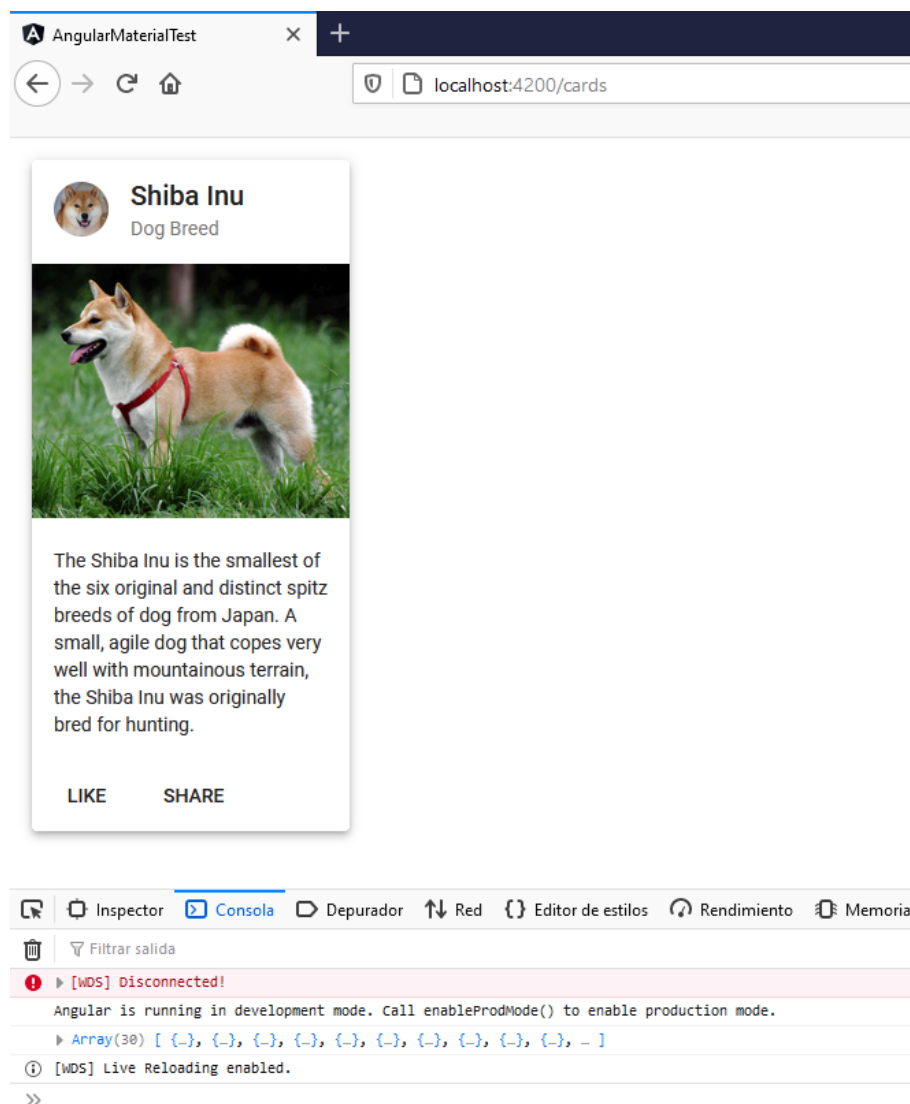 AngularMaterialTest
localhost:4200/cards
Shiba Inu
Dog Breed
The Shiba Inu is the smallest of
the six original and distinct spitz
breeds of dog from Japan. A
small, agile dog that copes very
well with mountainous terrain,
the Shiba Inu was originally
bred for hunting.
LIKE SHARE
Inspector Consola Depurador Red Editor de estilos Rendimiento Memoria
Filtrar salida
[WDS] Disconnected!
Angular is running in development mode. Call enableProdMode() to enable production mode.
Array(30) [ {…}, {…}, {…}, {…}, {…}, {…}, {…}, {…}, {…}, {…}, … ]
[WDS] Live Reloading enabled.